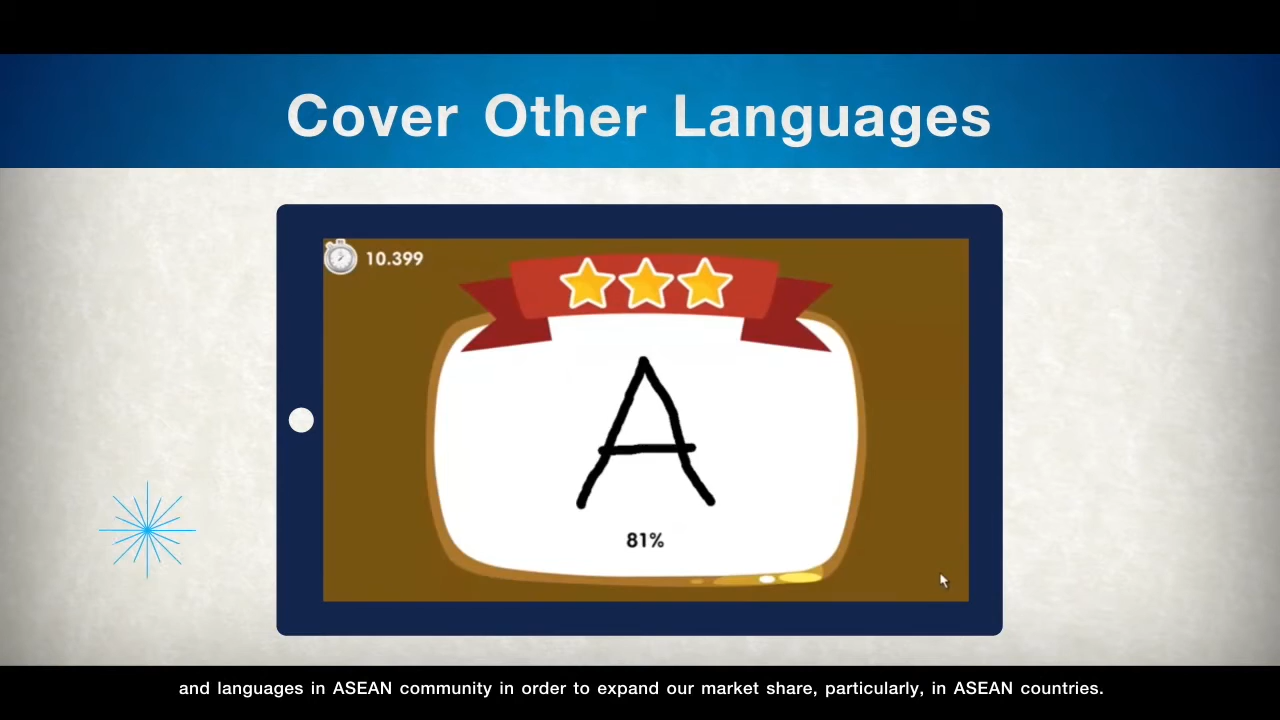 Cover Other Languages
10.399
A
81%
and languages in ASEAN community in order to expand our market share, particularly, in ASEAN countries.